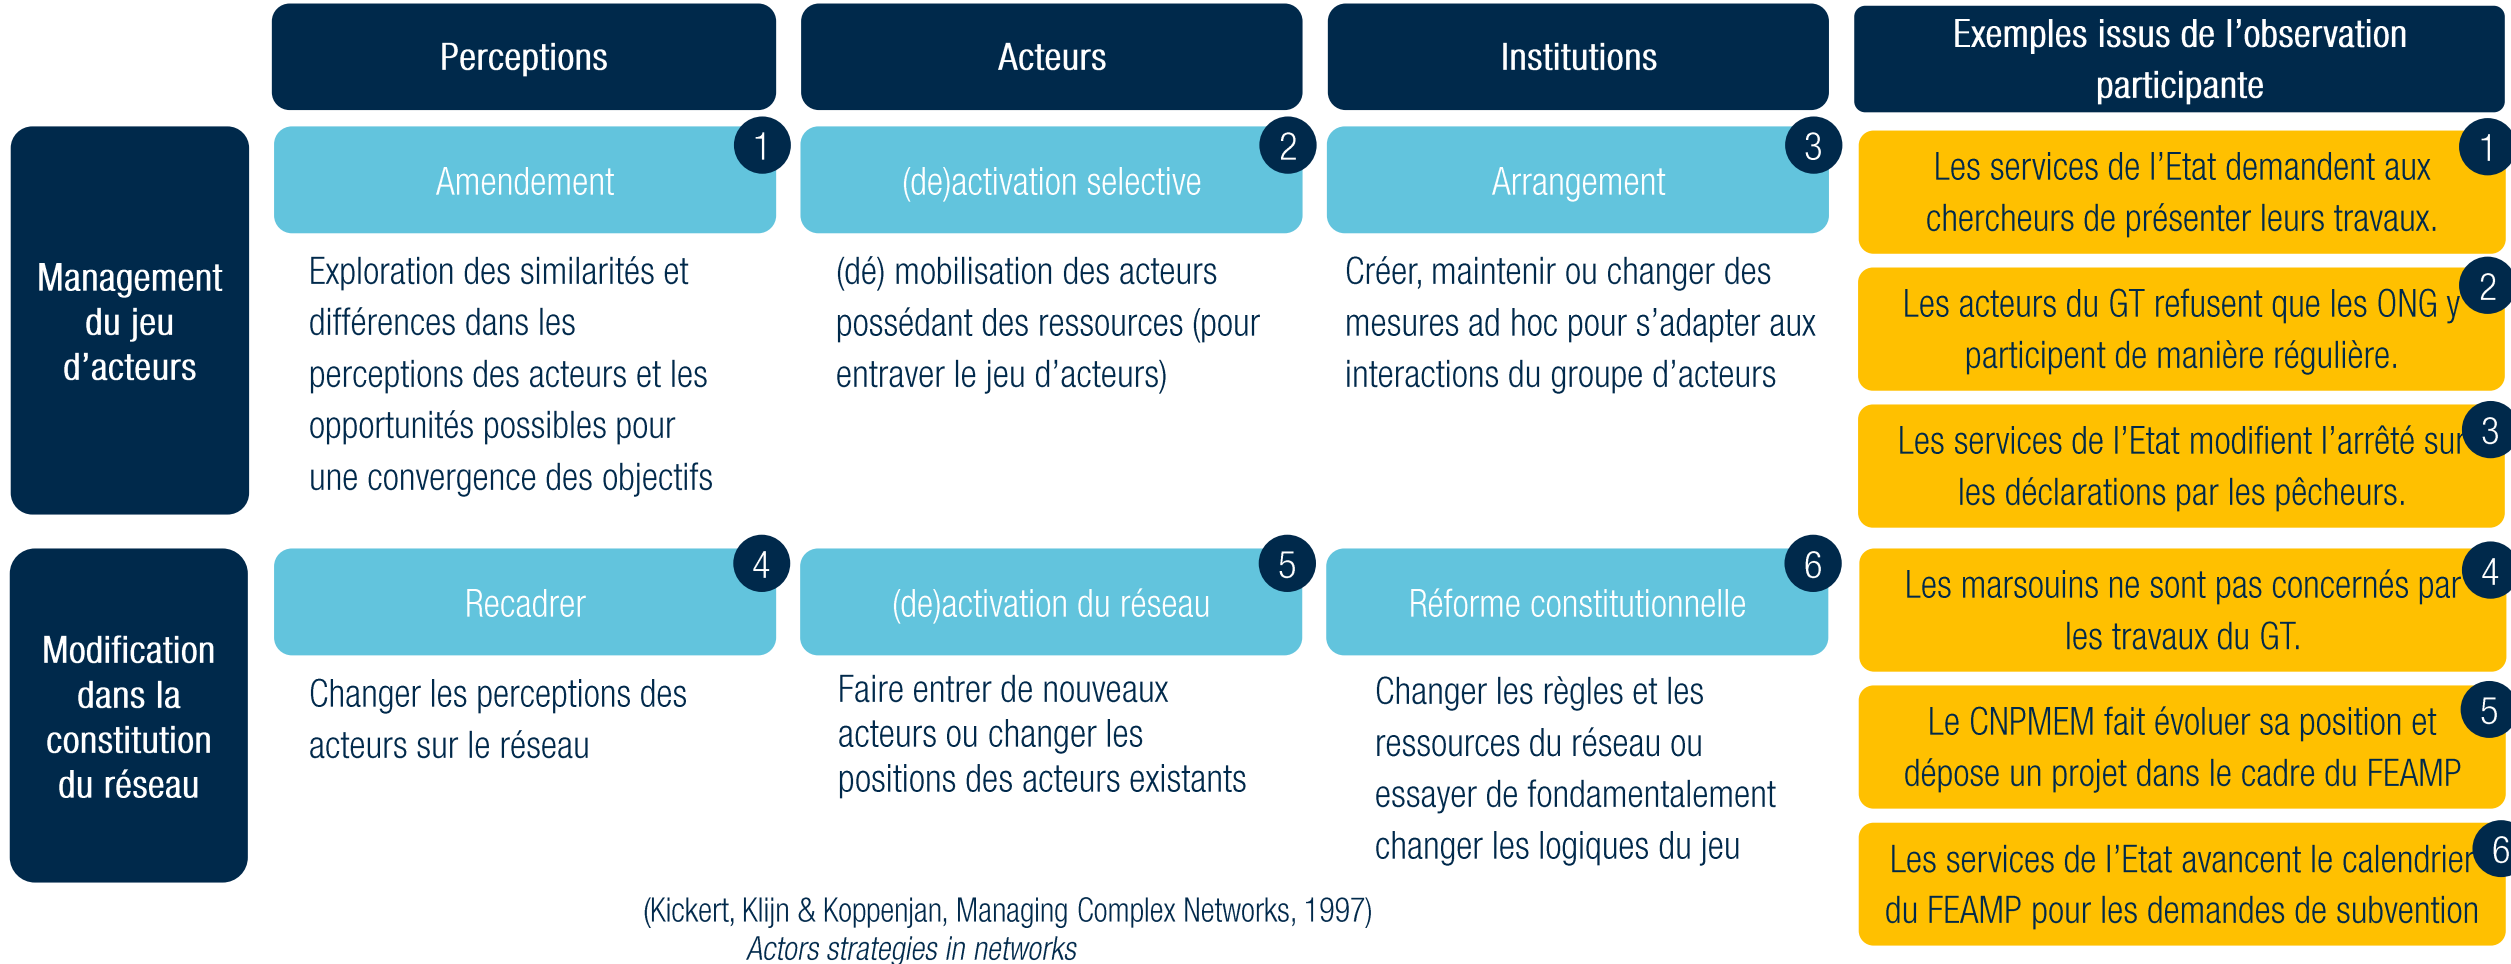 Perceptions
Acteurs
Institutions
Exemples issus de l’observation
participante
Management
du jeu
d’acteurs
Amendement
1
Exploration des similarités et
différences dans les
perceptions des acteurs et les
opportunités possibles pour
une convergence des objectifs
(de)activation selective
2
(dé) mobilisation des acteurs
possédant des ressources (pour
entraver le jeu d’acteurs)
Arrangement
3
Créer, maintenir ou changer des
mesures ad hoc pour s’adapter aux
interactions du groupe d’acteurs
1
Les services de l’Etat demandent aux
chercheurs de présenter leurs travaux.
2
Les acteurs du GT refusent que les ONG y
participent de manière régulière.
3
Les services de l’Etat modifient l’arrêté sur
les déclarations par les pêcheurs.
Modification
dans la
constitution
du réseau
Recadrer
4
Changer les perceptions des
acteurs sur le réseau
(de)activation du réseau
5
Faire entrer de nouveaux
acteurs ou changer les
positions des acteurs existants
Réforme constitutionnelle
6
Changer les règles et les
ressources du réseau ou
essayer de fondamentalement
changer les logiques du jeu
4
Les marsouins ne sont pas concernés par
les travaux du GT.
5
Le CNPMEM fait évoluer sa position et
dépose un projet dans le cadre du FEAMP
6
Les services de l’Etat avancent le calendrier
du FEAMP pour les demandes de subvention
(Kickert, Klijn & Koppenjan, Managing Complex Networks, 1997)
Actors strategies in networks